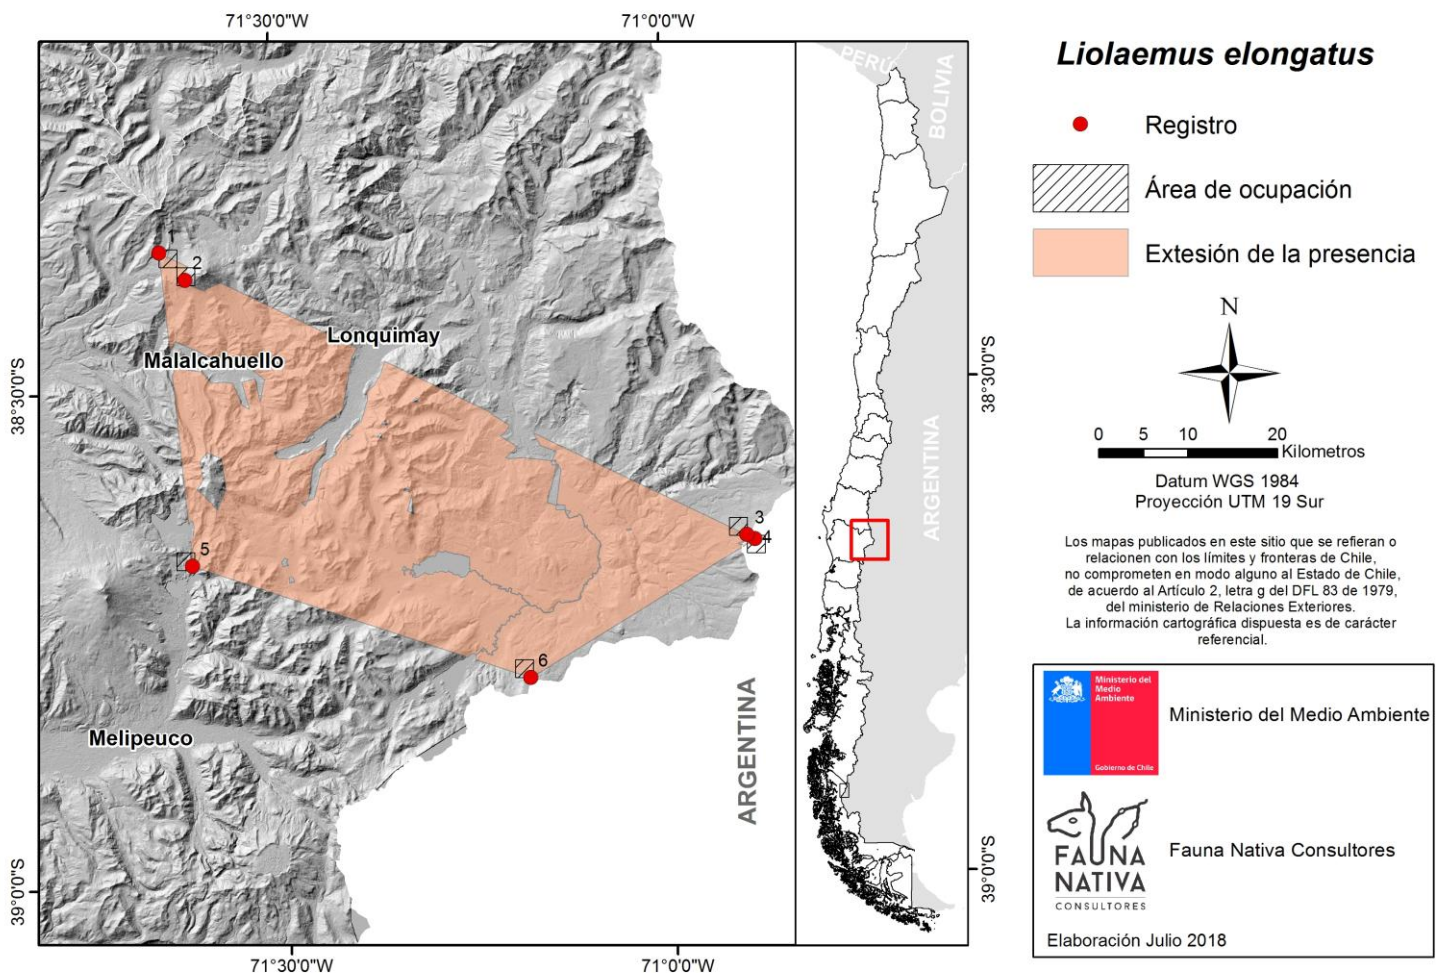 71°30'0"W
71°0'0"W
38°30'0"S
39°0'0"S
1
2
Lonquimay
Malalcahuello
3
4
5
6
Melipeuco
ARGENTINA
71°30'0"W
71°0'0"W
PERÚ
BOLIVIA
ARGENTINA
38°30'0"S
39°0'0"S
Liolaemus elongatus
Registro
Área de ocupación
Extesión de la presencia
N
0 5 10 20
Kilometros
Datum WGS 1984
Proyección UTM 19 Sur
Los mapas publicados en este sitio que se refieran o
relacionen con los límites y fronteras de Chile,
no comprometen en modo alguno al Estado de Chile,
de acuerdo al Artículo 2, letra g del DFL 83 de 1979,
del ministerio de Relaciones Exteriores.
La información cartográfica dispuesta es de carácter
referencial.
Ministerio del
Medio
Ambiente
Gobierno de Chile
Ministerio del Medio Ambiente
FAUNA
NATIVA
CONSULTORES
Fauna Nativa Consultores
Elaboración Julio 2018